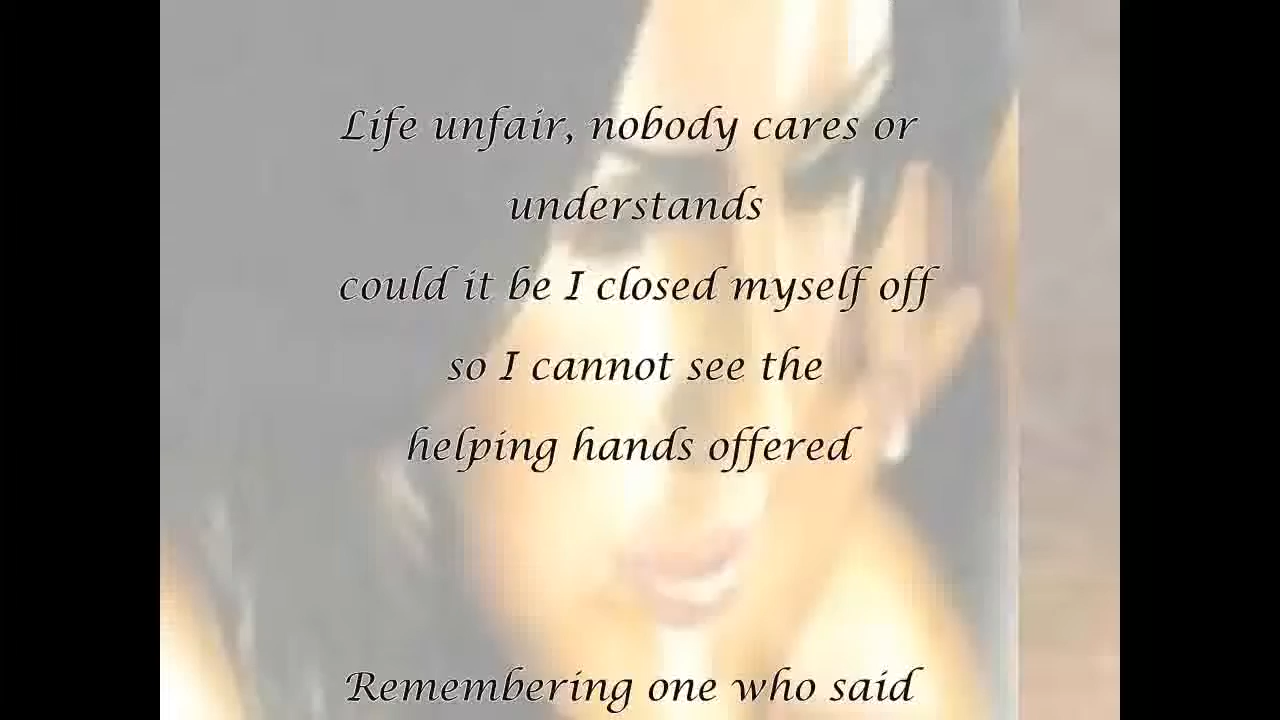 Life unfair, nobody cares or
understands
could it be I closed myself off
so I cannot see the
helping hands offered
Remembering one who said